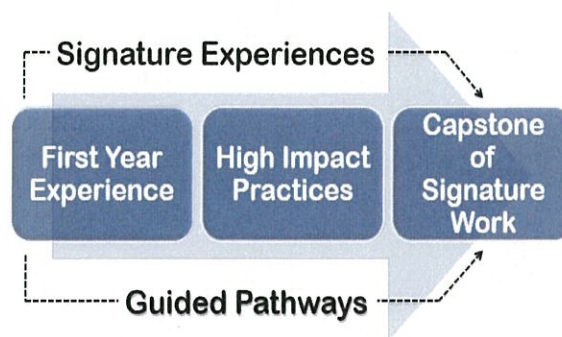 Signature Experiences
First Year
Experience
High Impact
Practices
Capstone
of
Signature
Work
Guided Pathways